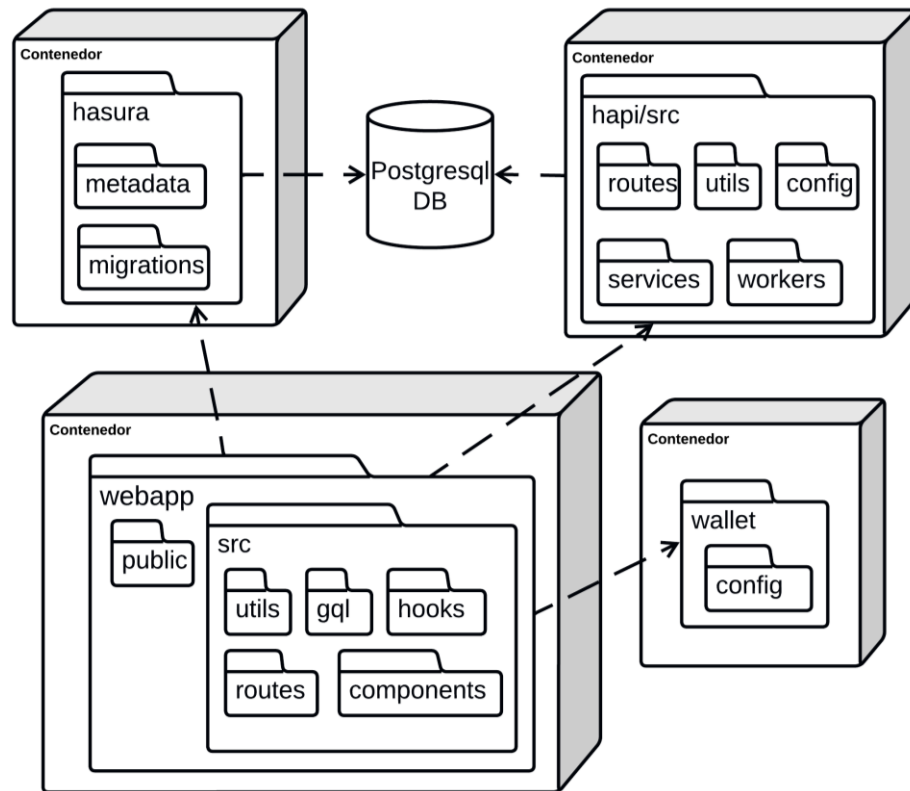 Contenedor
hasura
metadata
migrations
Postgresql
DB
Contenedor
hapi/src
routes
utils
config
services
workers
Contenedor
webapp
public
src
utils
gql
hooks
routes
components
Contenedor
wallet
config